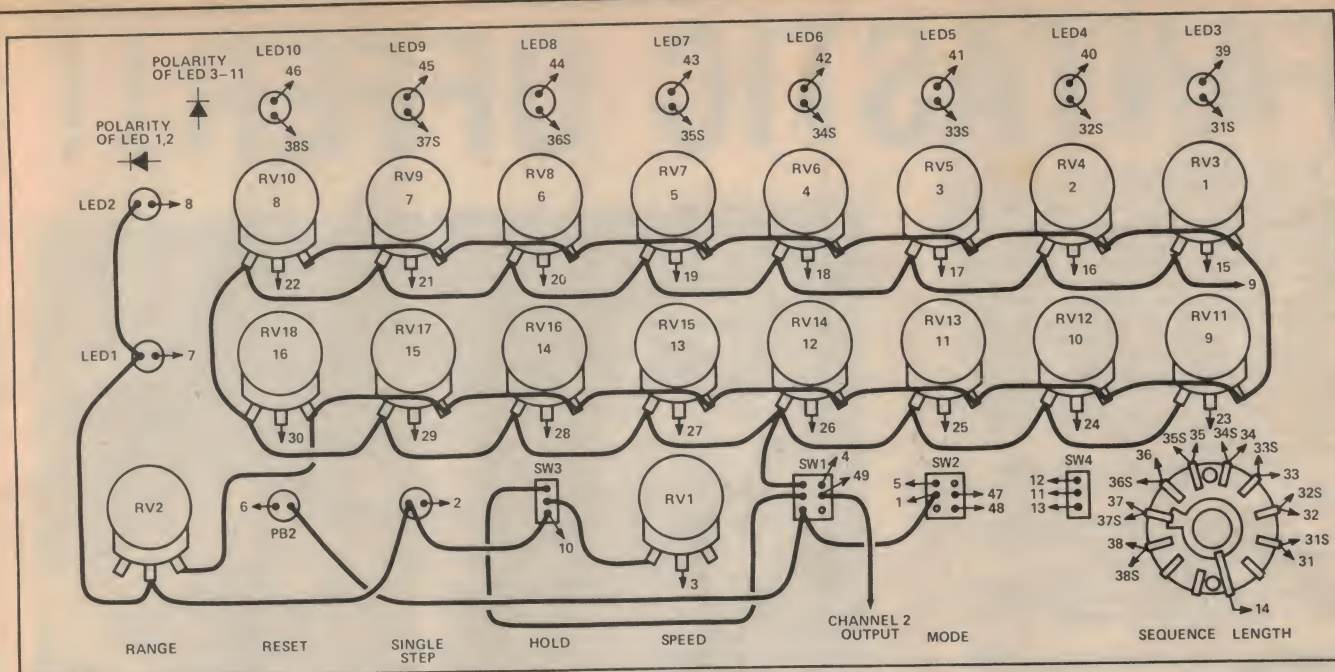 POLARITY
OF LED 3–11
LED10
LED9
LED8
LED7
LED6
LED5
LED4
LED3
46
45
44
43
42
41
40
39
POLARITY
OF LED 1,2
38S
37S
36S
35S
34S
33S
32S
31S
LED2
8
RV10
8
RV9
7
RV8
6
RV7
5
RV6
4
RV5
3
RV4
2
RV3
1
22
21
20
19
18
17
16
15
9
LED1
7
RV18
16
RV17
15
RV16
14
RV15
13
RV14
12
RV13
11
RV12
10
RV11
9
30
29
28
27
26
25
24
23
RV2
6
PB2
2
SW3
10
RV1
3
SW1
4
49
SW2
5
1
47
48
SW4
12
11
13
35S
35
34S
34
36
33S
36S
33
37
32S
37S
32
38
31S
38S
31
14
CHANNEL 2
OUTPUT
RANGE
RESET
SINGLE
STEP
HOLD
SPEED
MODE
SEQUENCE LENGTH